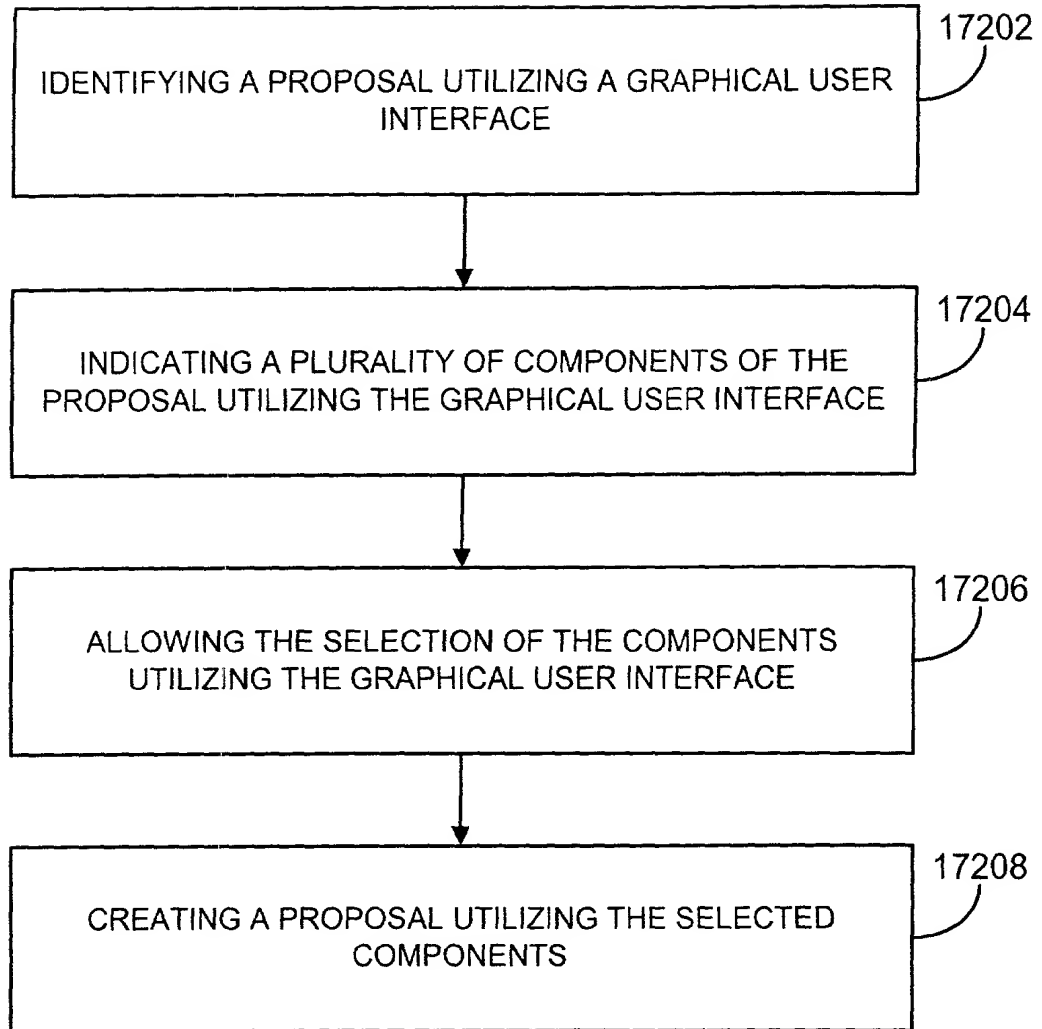 17202
IDENTIFYING A PROPOSAL UTILIZING A GRAPHICAL USER
INTERFACE
17204
INDICATING A PLURALITY OF COMPONENTS OF THE
PROPOSAL UTILIZING THE GRAPHICAL USER INTERFACE
17206
ALLOWING THE SELECTION OF THE COMPONENTS
UTILIZING THE GRAPHICAL USER INTERFACE
17208
CREATING A PROPOSAL UTILIZING THE SELECTED
COMPONENTS